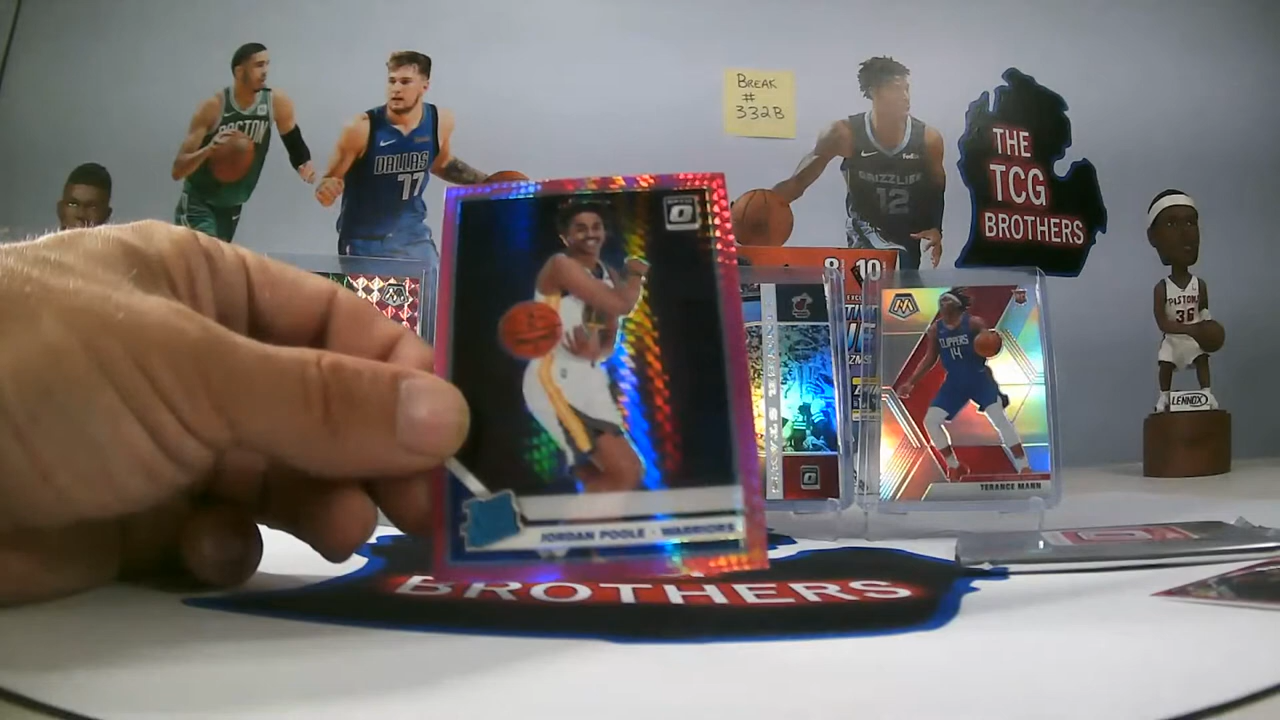 BREAK
#
332B
THE
TCG
BROTHERS
BOSTON
DALLAS
77
GRIZZLIES
12
FedEx
PISTONS
36
LENNOX
8
10
CLIPPERS
14
TERANCE MANN
JORDAN POOLE - WARRIORS
BROTHERS